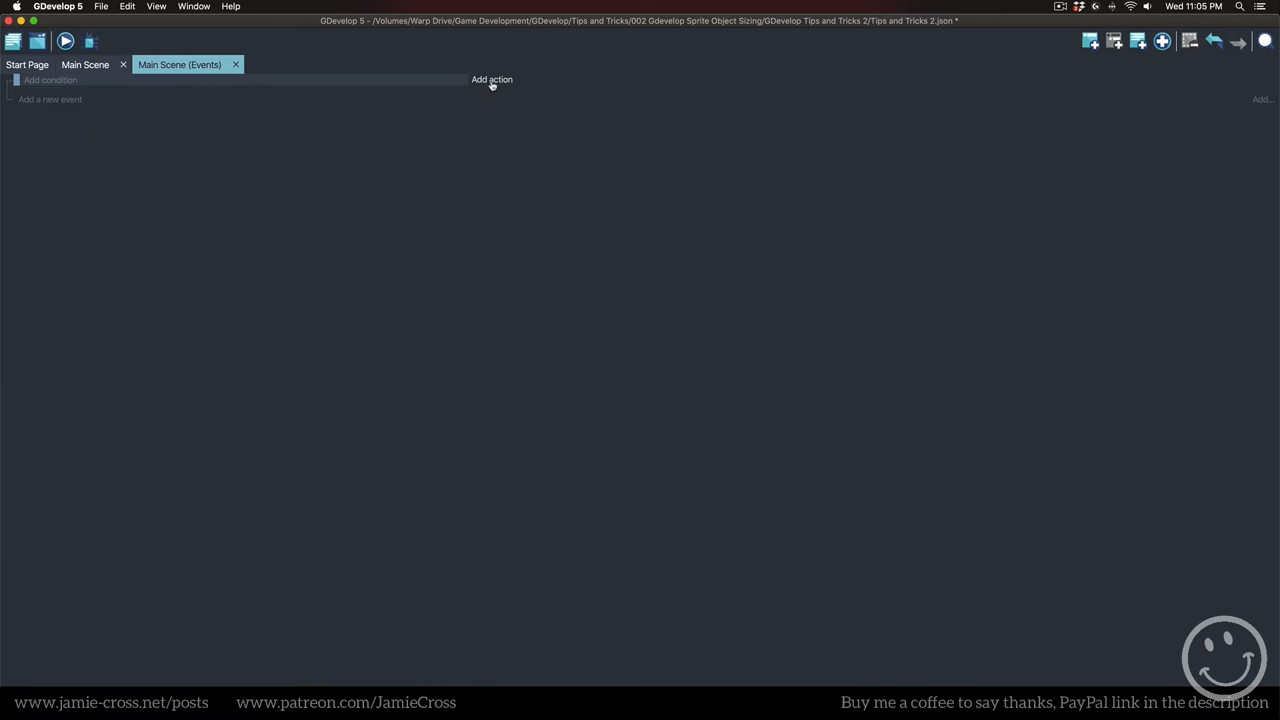 GDevelop 5 File Edit View Window Help Wed 11:05 PM
GDevelop 5 - /Volumes/Warp Drive/Game Development/GDevelop/Tips and Tricks/002 Gdevelop Sprite Object Sizing/GDevelop Tips and Tricks 2/Tips and Tricks 2.json *
Start Page Main Scene × Main Scene (Events) ×
Add condition Add action
Add a new event Add...
www.jamie-cross.net/posts www.patreon.com/JamieCross Buy me a coffee to say thanks, PayPal link in the description